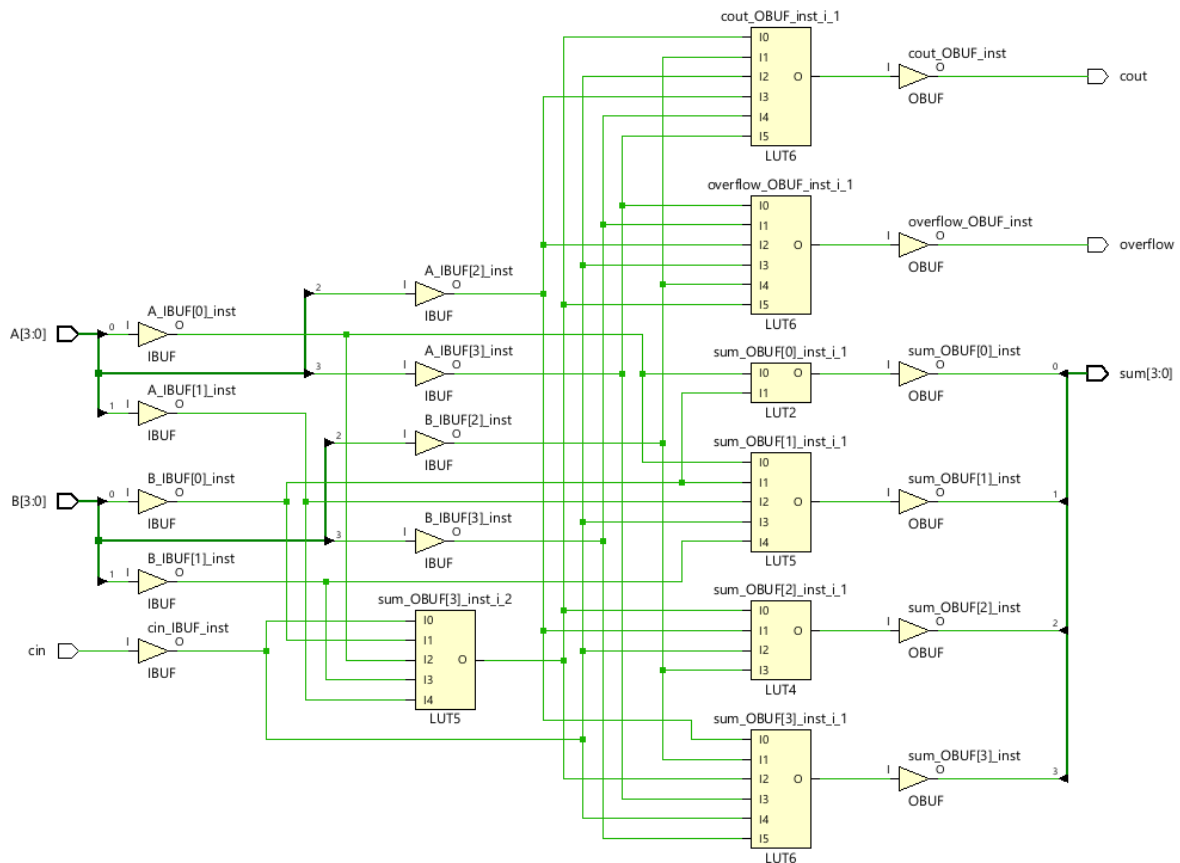 cout_OBUF_inst_i_1
I0
I1
I2
I3
I4
I5
O
LUT6
cout_OBUF_inst
I
O
OBUF
cout
overflow_OBUF_inst_i_1
I0
I1
I2
I3
I4
I5
O
LUT6
overflow_OBUF_inst
I
O
OBUF
overflow
A[3:0]
0
I
A_IBUF[0]_inst
O
IBUF
1
I
A_IBUF[1]_inst
O
IBUF
2
I
A_IBUF[2]_inst
O
IBUF
3
I
A_IBUF[3]_inst
O
IBUF
B[3:0]
0
I
B_IBUF[0]_inst
O
IBUF
1
I
B_IBUF[1]_inst
O
IBUF
2
I
B_IBUF[2]_inst
O
IBUF
3
I
B_IBUF[3]_inst
O
IBUF
cin
I
cin_IBUF_inst
O
IBUF
sum_OBUF[3]_inst_i_2
I0
I1
I2
I3
I4
O
LUT5
sum_OBUF[0]_inst_i_1
I0
I1
O
LUT2
sum_OBUF[0]_inst
I
O
OBUF
0
sum[3:0]
sum_OBUF[1]_inst_i_1
I0
I1
I2
I3
I4
O
LUT5
sum_OBUF[1]_inst
I
O
OBUF
1
sum_OBUF[2]_inst_i_1
I0
I1
I2
I3
O
LUT4
sum_OBUF[2]_inst
I
O
OBUF
2
sum_OBUF[3]_inst_i_1
I0
I1
I2
I3
I4
I5
O
LUT6
sum_OBUF[3]_inst
I
O
OBUF
3